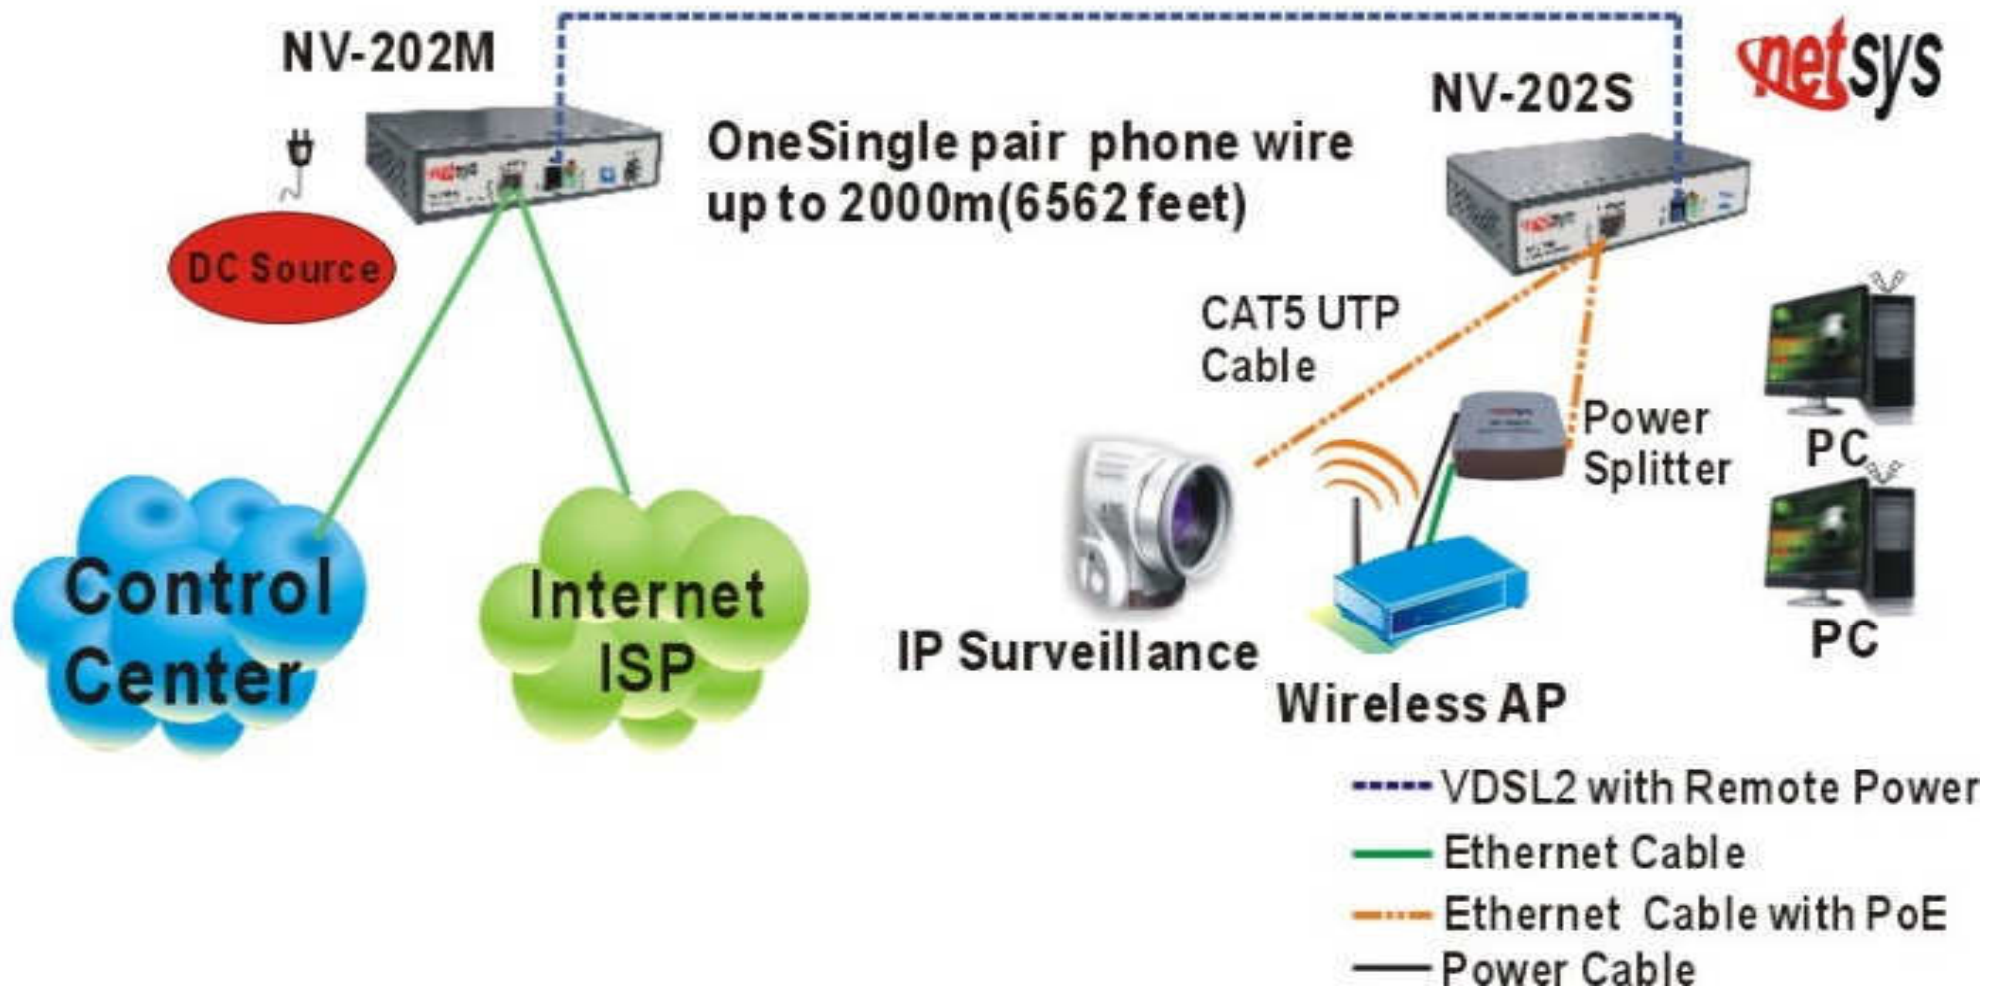 NV-202M
netsys
NV-202S
OneSingle pair phone wire
up to 2000m(6562 feet)
DC Source
netsys
netsys
CAT5 UTP
Cable
Power
Splitter
PC
PC
Control
Center
Internet
ISP
IP Surveillance
Wireless AP
VDSL2 with Remote Power
Ethernet Cable
Ethernet Cable with PoE
Power Cable